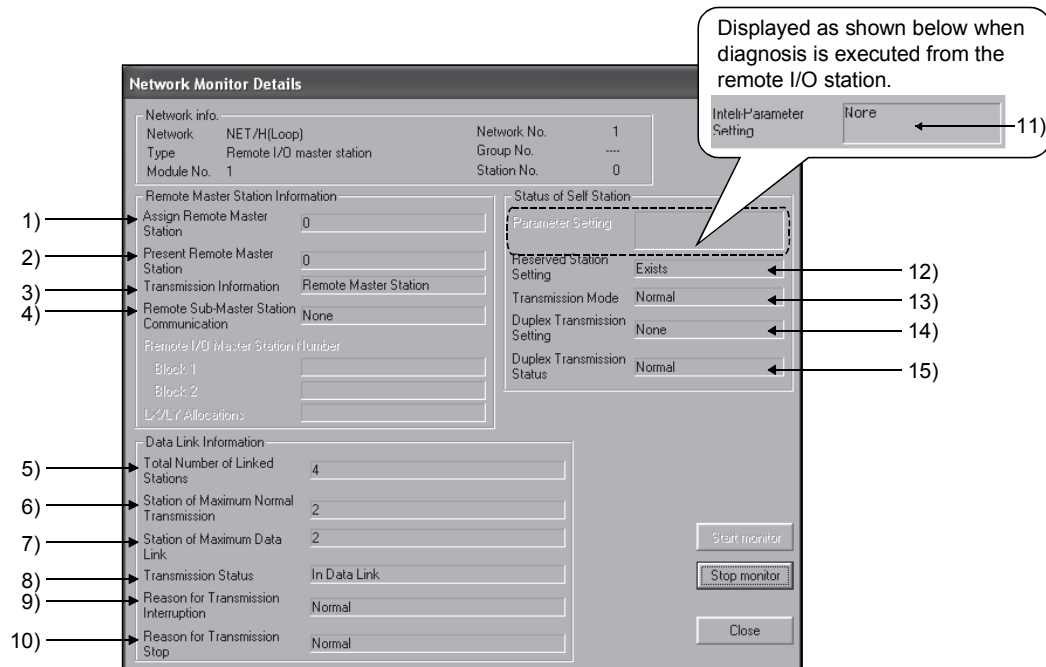 Displayed as shown below when
diagnosis is executed from the
remote I/O station.
Inteli-Parameter
Setting
None
11)
Network Monitor Details
Network info.
Network NET/H(Loop) Network No. 1
Type Remote I/O master station Group No. ----
Module No. 1 Station No. 0
Remote Master Station Information
1) Assign Remote Master
Station
0
2) Present Remote Master
Station
0
3) Transmission Information Remote Master Station
4) Remote Sub-Master Station
Communication
None
Remote I/O Master Station Number
Block 1
Block 2
LX/LY Allocations
Status of Self Station
Parameter Setting
Reserved Station
Setting
Exists 12)
Transmission Mode Normal 13)
Duplex Transmission
Setting
None 14)
Duplex Transmission
Status
Normal 15)
Data Link Information
5) Total Number of Linked
Stations
4
6) Station of Maximum Normal
Transmission
2
7) Station of Maximum Data
Link
2
8) Transmission Status In Data Link
9) Reason for Transmission
Interruption
Normal
10) Reason for Transmission
Stop
Normal
Start monitor
Stop monitor
Close